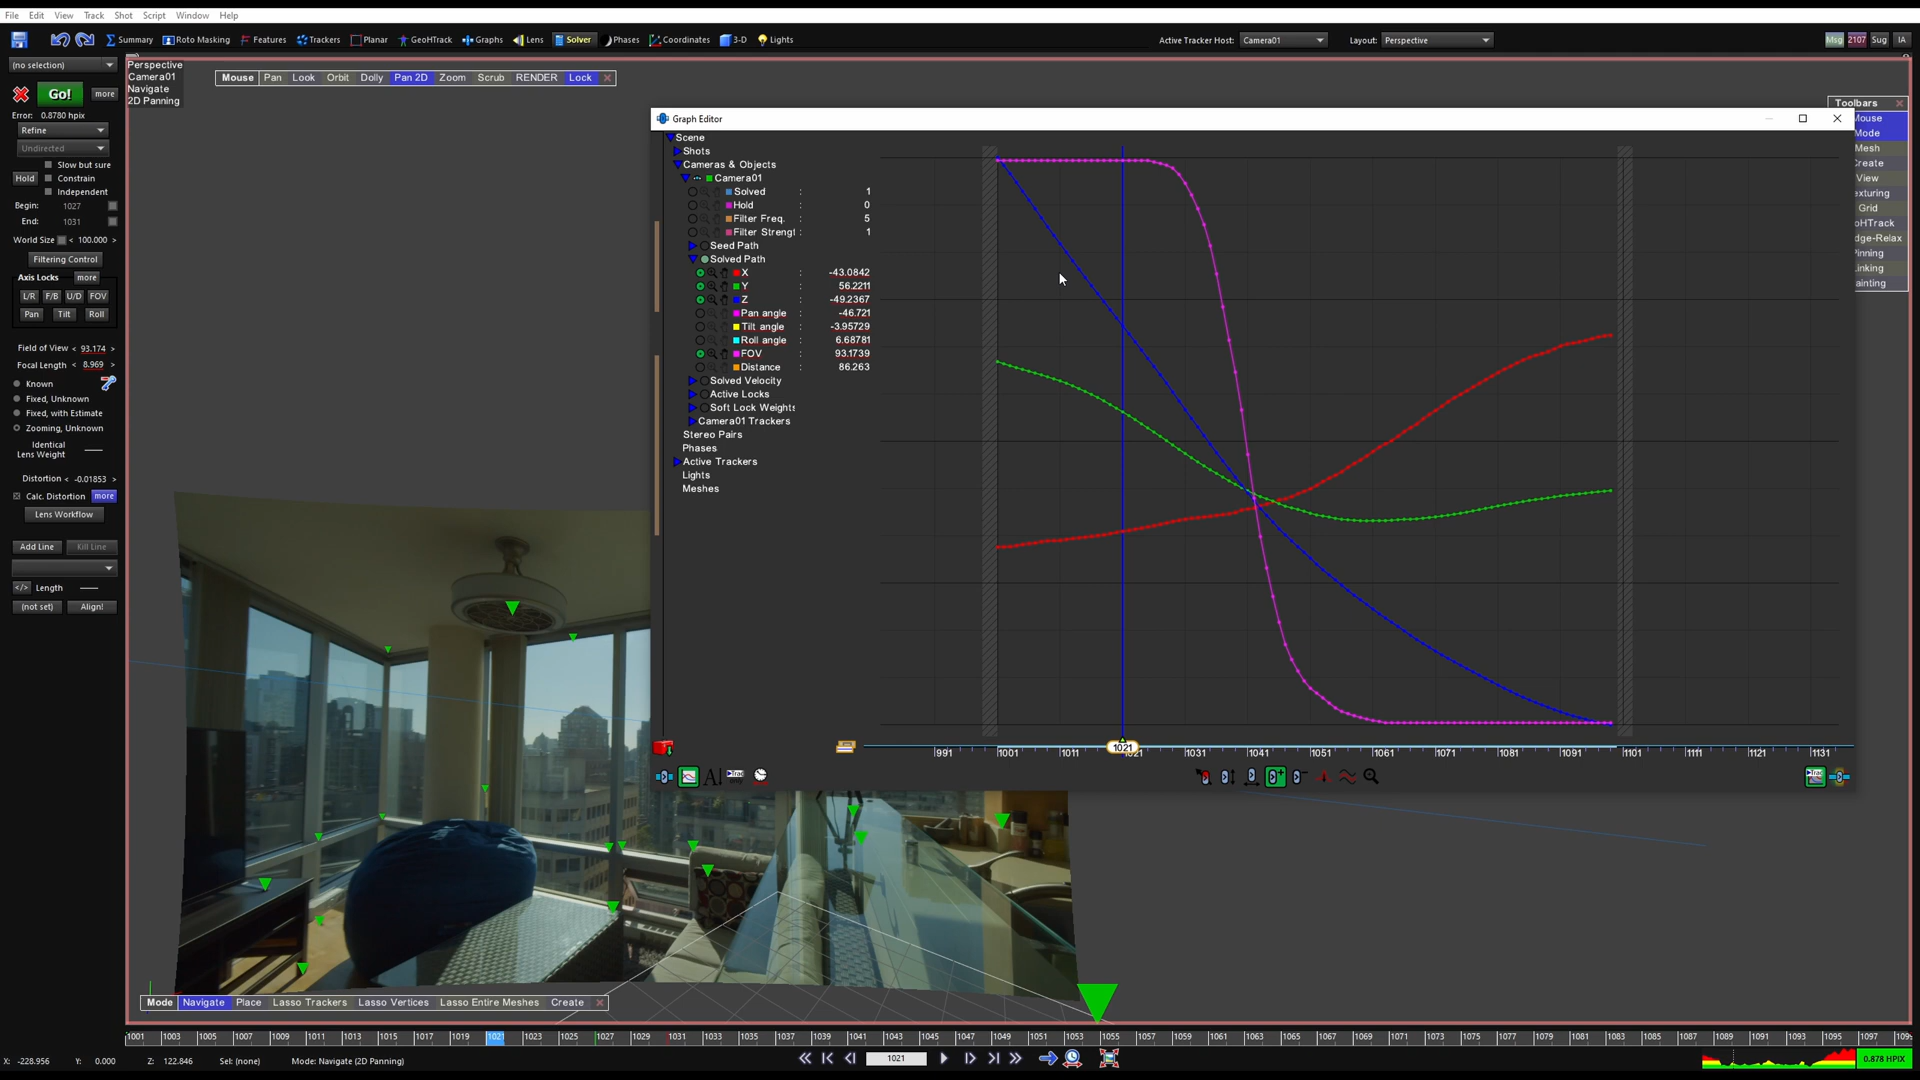 File Edit View Track Shot Script Window Help
Summary Roto Masking Features Trackers Planar GeoHTrack Graphs Lens Solver Phases Coordinates 3-D Lights Active Tracker Host: Camera01 Layout: Perspective Msg 2107 Sug IA
(no selection)
Go! more
Error: 0.8780 hpix
Refine
Undirected
Slow but sure
Hold Constrain
Independent
Begin: 1027
End: 1031
World Size < 100.000 >
Filtering Control
Axis Locks more
L/R F/B U/D FOV
Pan Tilt Roll
Field of View < 93.174 >
Focal Length < 8.969 >
Known
Fixed, Unknown
Fixed, with Estimate
Zooming, Unknown
Identical
Lens Weight
Distortion < -0.01853 >
Calc. Distortion more
Lens Workflow
Add Line Kill Line
</> Length
(not set) Align!
Perspective
Camera01
Navigate
2D Panning
Mouse Pan Look Orbit Dolly Pan 2D Zoom Scrub RENDER Lock
Graph Editor
Scene
Shots
Cameras & Objects
Camera01
Solved : 1
Hold : 0
Filter Freq. : 5
Filter Strengt : 1
Seed Path
Solved Path
X : -43.0842
Y : 56.2211
Z : -49.2367
Pan angle : -46.721
Tilt angle : -3.95729
Roll angle : 6.68781
FOV : 93.1739
Distance : 86.263
Solved Velocity
Active Locks
Soft Lock Weights
Camera01 Trackers
Stereo Pairs
Phases
Active Trackers
Lights
Meshes
991 1001 1011 1021 1031 1041 1051 1061 1071 1081 1091 1101 1111 1121 1131
Toolbars
Mouse
Mode
Mesh
Create
View
exturing
Grid
oHTrack
dge-Relax
Pinning
inking
ainting
Mode Navigate Place Lasso Trackers Lasso Vertices Lasso Entire Meshes Create
1001 1003 1005 1007 1009 1011 1013 1015 1017 1019 1021 1023 1025 1027 1029 1031 1033 1035 1037 1039 1041 1043 1045 1047 1049 1051 1053 1055 1057 1059 1061 1063 1065 1067 1069 1071 1073 1075 1077 1079 1081 1083 1085 1087 1089 1091 1093 1095 1097 109
X: -228.956 Y: 0.000 Z: 122.846 Sel: (none) Mode: Navigate (2D Panning) 1021 0.878 HPIX